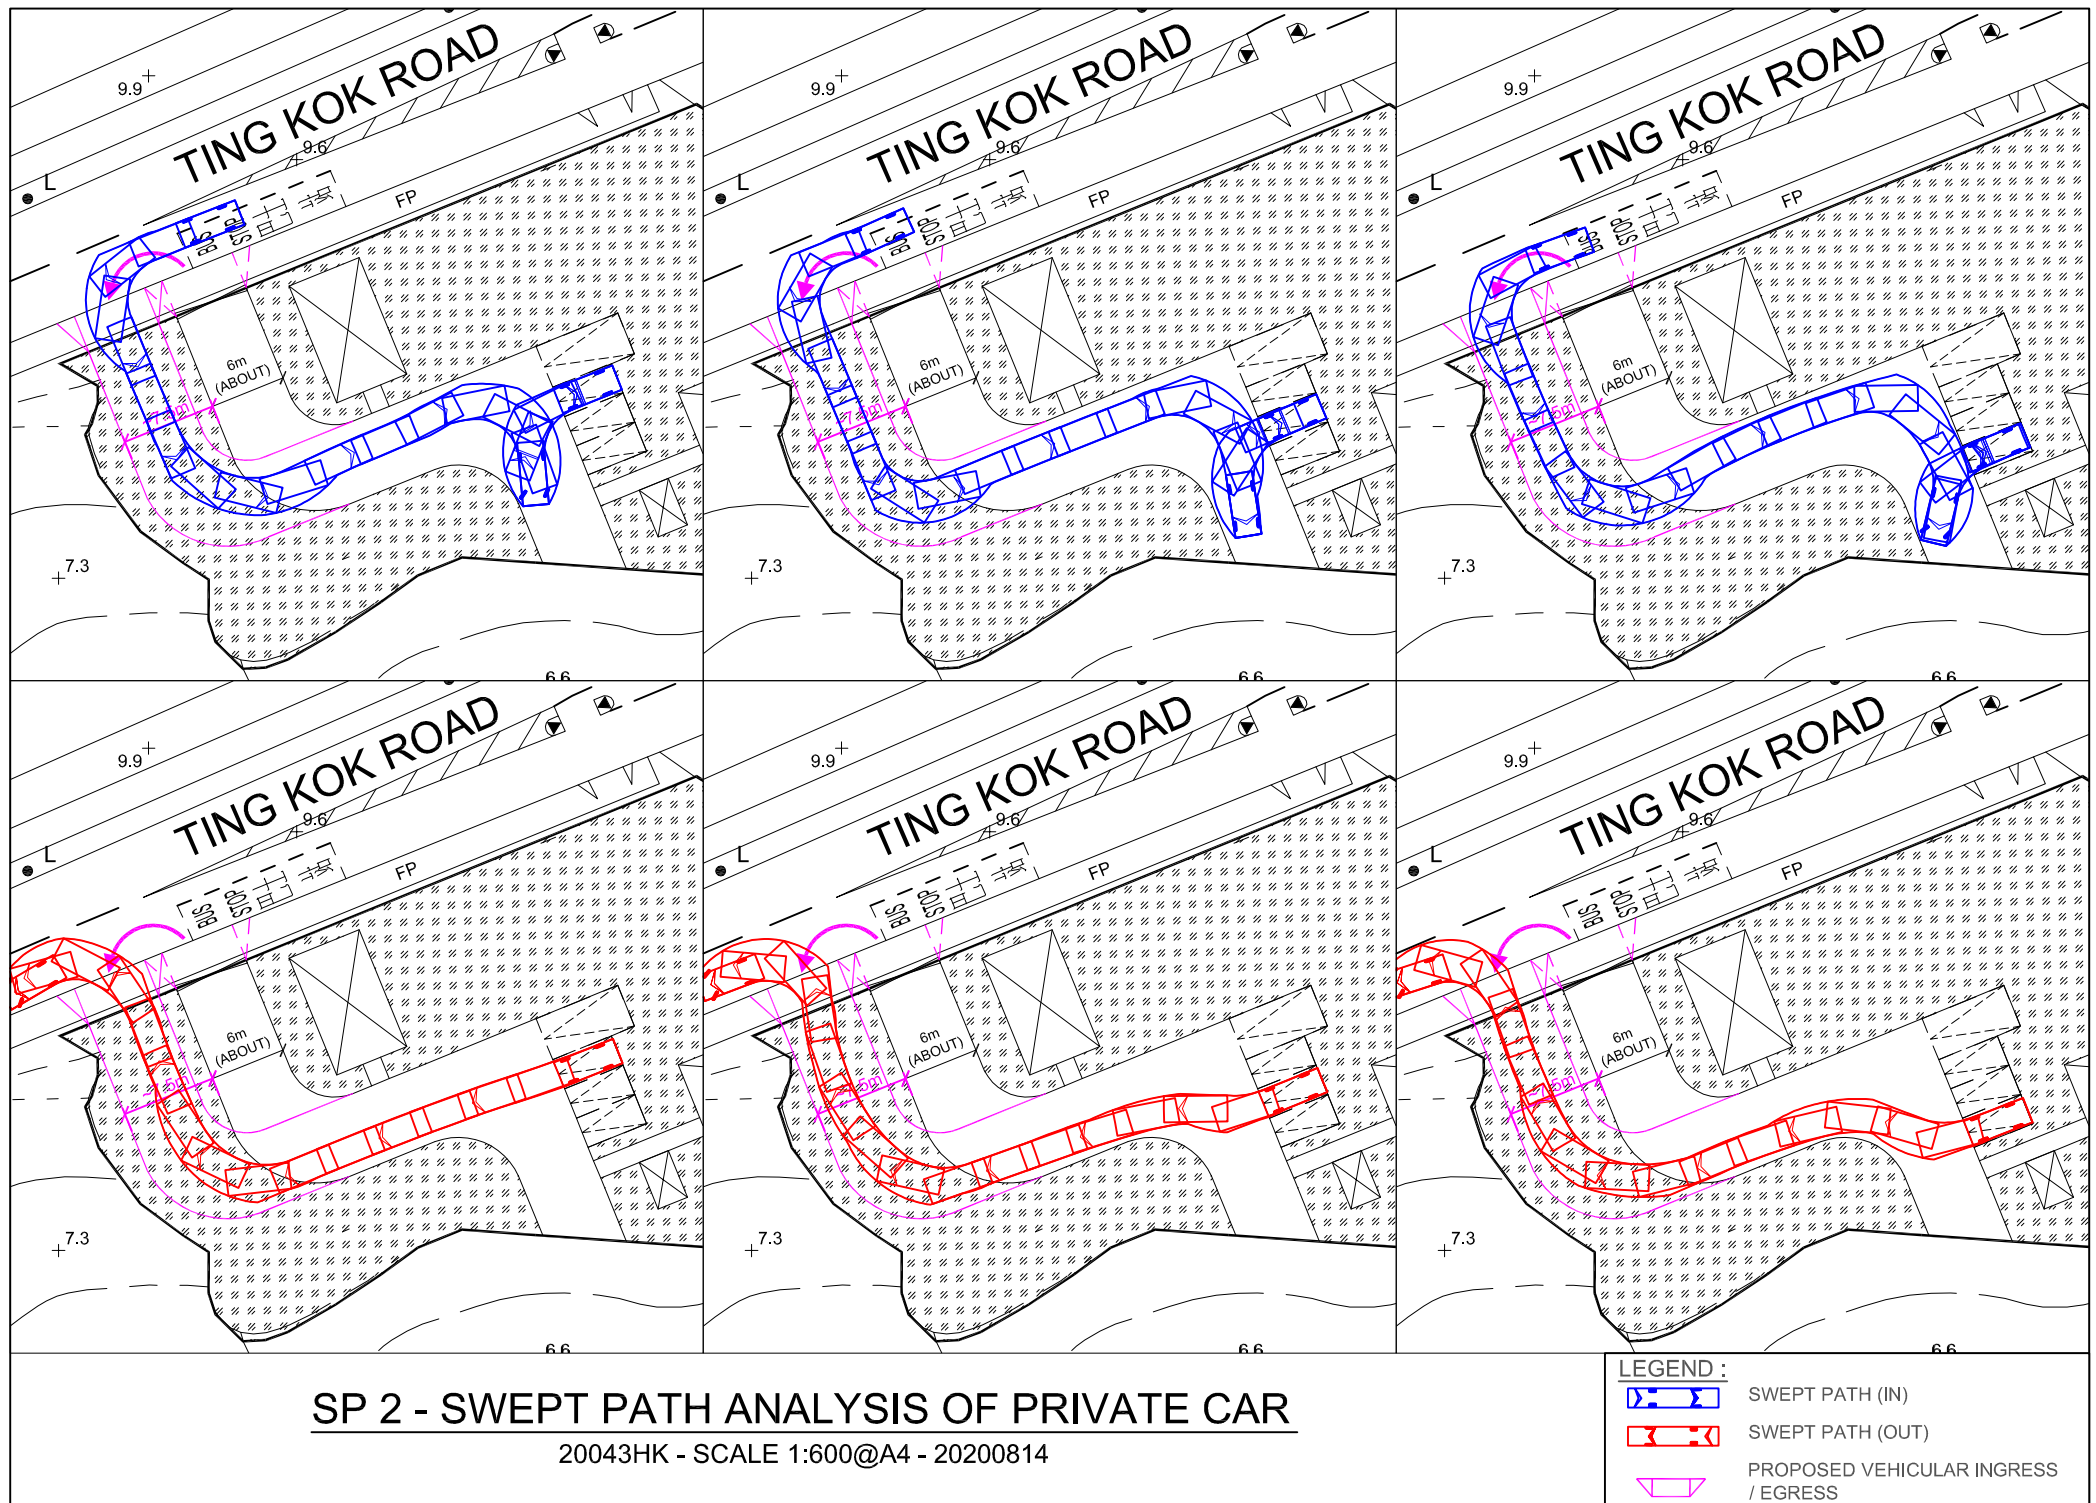 TING KOK ROAD
9.9
9.6
L
BUS
STOP
FP
6m
(ABOUT)
7.3
6.6
TING KOK ROAD
9.9
9.6
L
BUS
STOP
FP
6m
(ABOUT)
7.3
6.6
TING KOK ROAD
9.9
9.6
L
BUS
STOP
FP
6m
(ABOUT)
~7.5m
7.3
6.6
TING KOK ROAD
9.9
9.6
L
BUS
STOP
FP
6m
(ABOUT)
7.3
6.6
TING KOK ROAD
9.9
9.6
L
BUS
STOP
FP
6m
(ABOUT)
7.3
6.6
TING KOK ROAD
9.9
9.6
L
BUS
STOP
FP
6m
(ABOUT)
~7.5m
7.3
6.6
SP 2 - SWEPT PATH ANALYSIS OF PRIVATE CAR
20043HK - SCALE 1:600@A4 - 20200814
LEGEND :
SWEPT PATH (IN)
SWEPT PATH (OUT)
PROPOSED VEHICULAR INGRESS
/ EGRESS